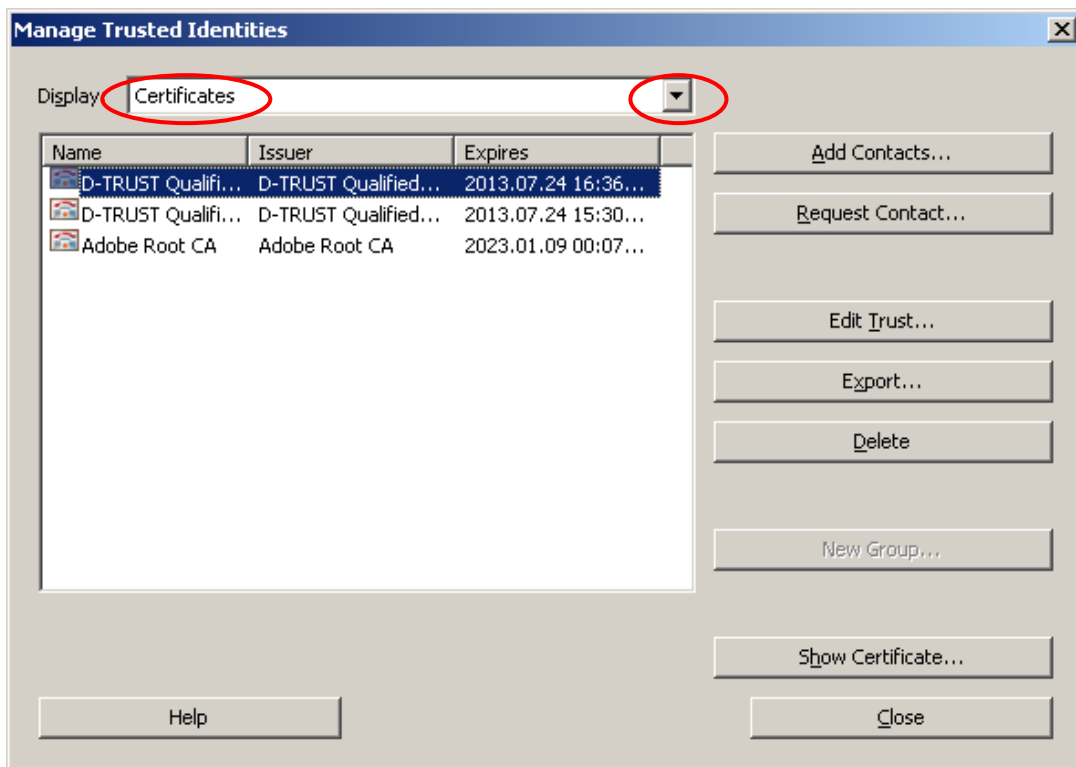 Manage Trusted Identities
Display Certificates
Name Issuer Expires
D-TRUST Qualifi... D-TRUST Qualified... 2013.07.24 16:36...
D-TRUST Qualifi... D-TRUST Qualified... 2013.07.24 15:30...
Adobe Root CA Adobe Root CA 2023.01.09 00:07...
Add Contacts...
Request Contact...
Edit Trust...
Export...
Delete
New Group...
Show Certificate...
Help
Close